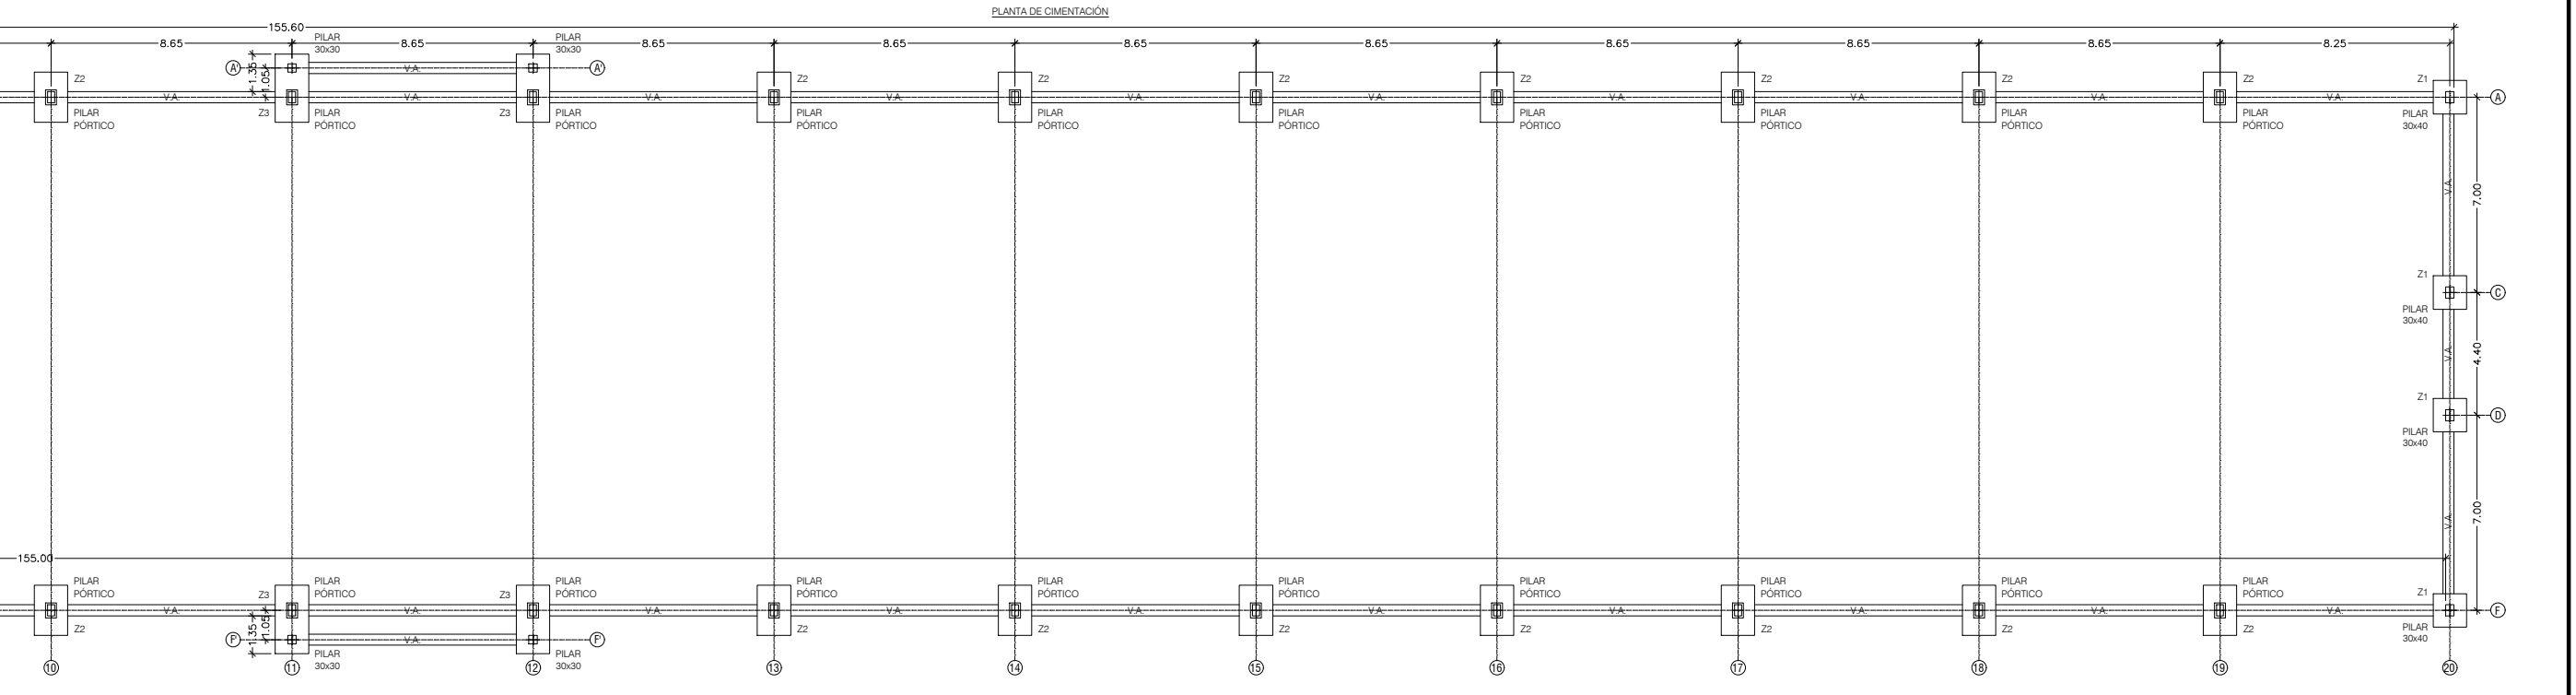 PLANTA DE CIMENTACIÓN
155.60
8.65
8.65
8.65
8.65
8.65
8.65
8.65
8.65
8.65
8.25
PILAR
30x30
PILAR
30x30
A'
V.A.
A'
1.35
1.05
Z2
Z2
Z2
Z2
Z2
Z2
Z2
Z2
Z1
V.A.
V.A.
V.A.
V.A.
V.A.
V.A.
V.A.
V.A.
V.A.
V.A.
A
PILAR
PÓRTICO
Z3
PILAR
PÓRTICO
Z3
PILAR
PÓRTICO
PILAR
PÓRTICO
PILAR
PÓRTICO
PILAR
PÓRTICO
PILAR
PÓRTICO
PILAR
PÓRTICO
PILAR
PÓRTICO
PILAR
PÓRTICO
PILAR
30x40
V.A.
7.00
Z1
C
PILAR
30x40
V.A.
4.40
Z1
D
PILAR
30x40
V.A.
7.00
155.00
PILAR
PÓRTICO
Z3
PILAR
PÓRTICO
Z3
PILAR
PÓRTICO
PILAR
PÓRTICO
PILAR
PÓRTICO
PILAR
PÓRTICO
PILAR
PÓRTICO
PILAR
PÓRTICO
PILAR
PÓRTICO
PILAR
PÓRTICO
Z1
V.A.
V.A.
V.A.
V.A.
V.A.
V.A.
V.A.
V.A.
V.A.
V.A.
F
Z2
1.35
1.05
Z2
Z2
Z2
Z2
Z2
Z2
Z2
PILAR
30x40
F'
V.A.
F'
PILAR
30x30
PILAR
30x30
10
11
12
13
14
15
16
17
18
19
20